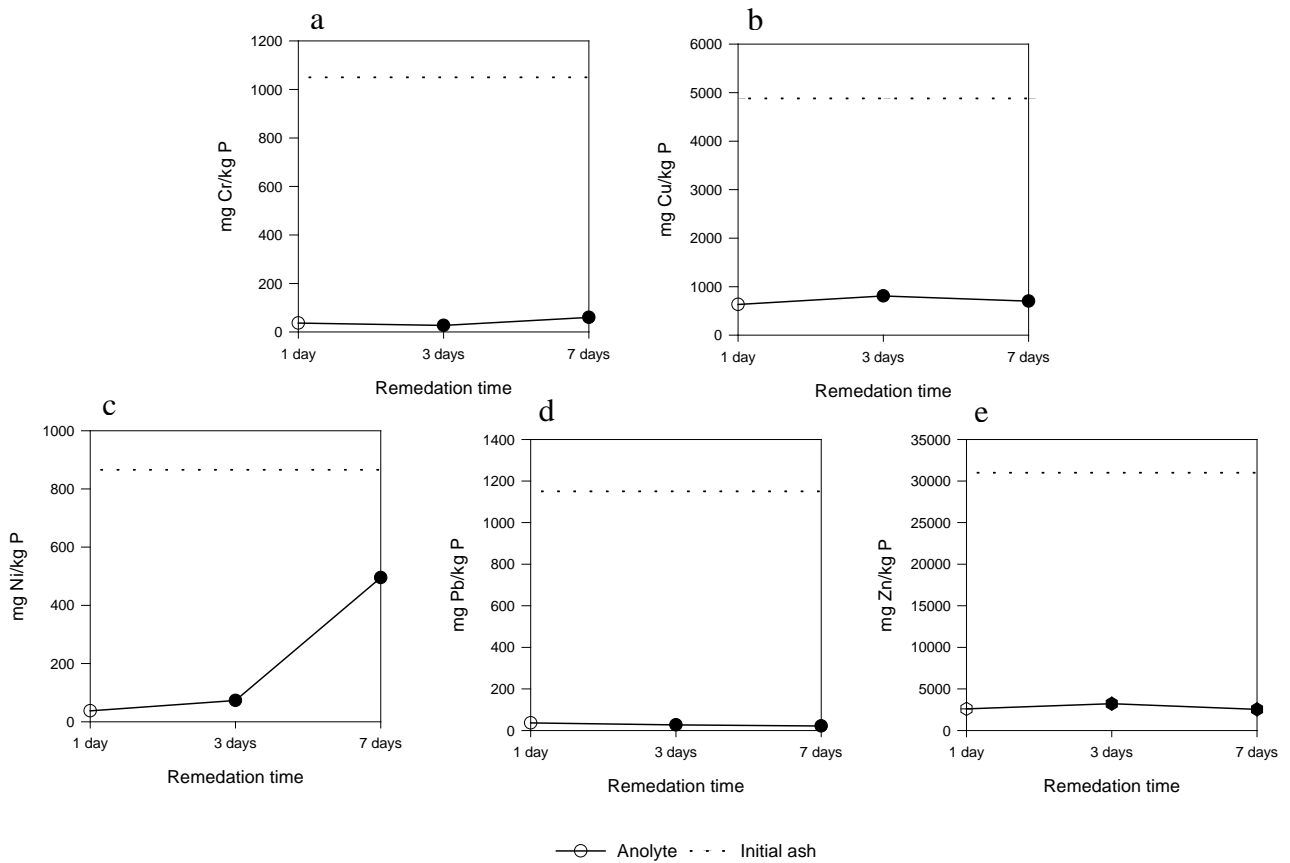 a
1200
1000
800
600
400
200
0
mg Cr/kg P
1 day 3 days 7 days
Remedation time
b
6000
5000
4000
3000
2000
1000
0
mg Cu/kg P
1 day 3 days 7 days
Remedation time
c
1000
800
600
400
200
0
mg Ni/kg P
1 day 3 days 7 days
Remedation time
d
1400
1200
1000
800
600
400
200
0
mg Pb/kg P
1 day 3 days 7 days
Remedation time
e
35000
30000
25000
20000
15000
10000
5000
0
mg Zn/kg P
1 day 3 days 7 days
Remedation time
Anolyte Initial ash